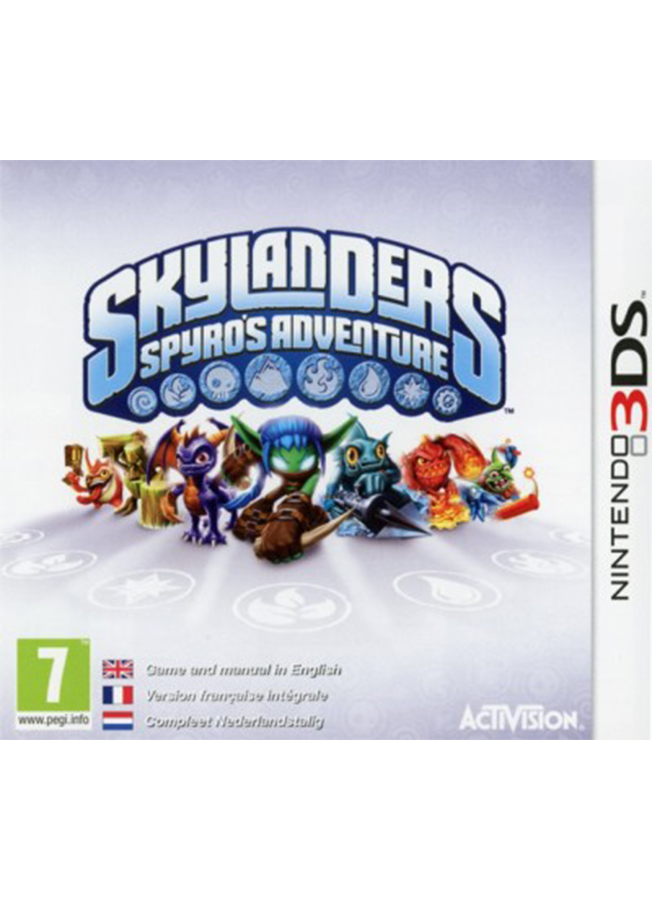 SKYLANDERS
SPYRO'S ADVENTURE
TM
NINTENDO 3DS
TM
7
www.pegi.info
Game and manual in English
Version française intégrale
Compleet Nederlandstalig
ACTIVISION®